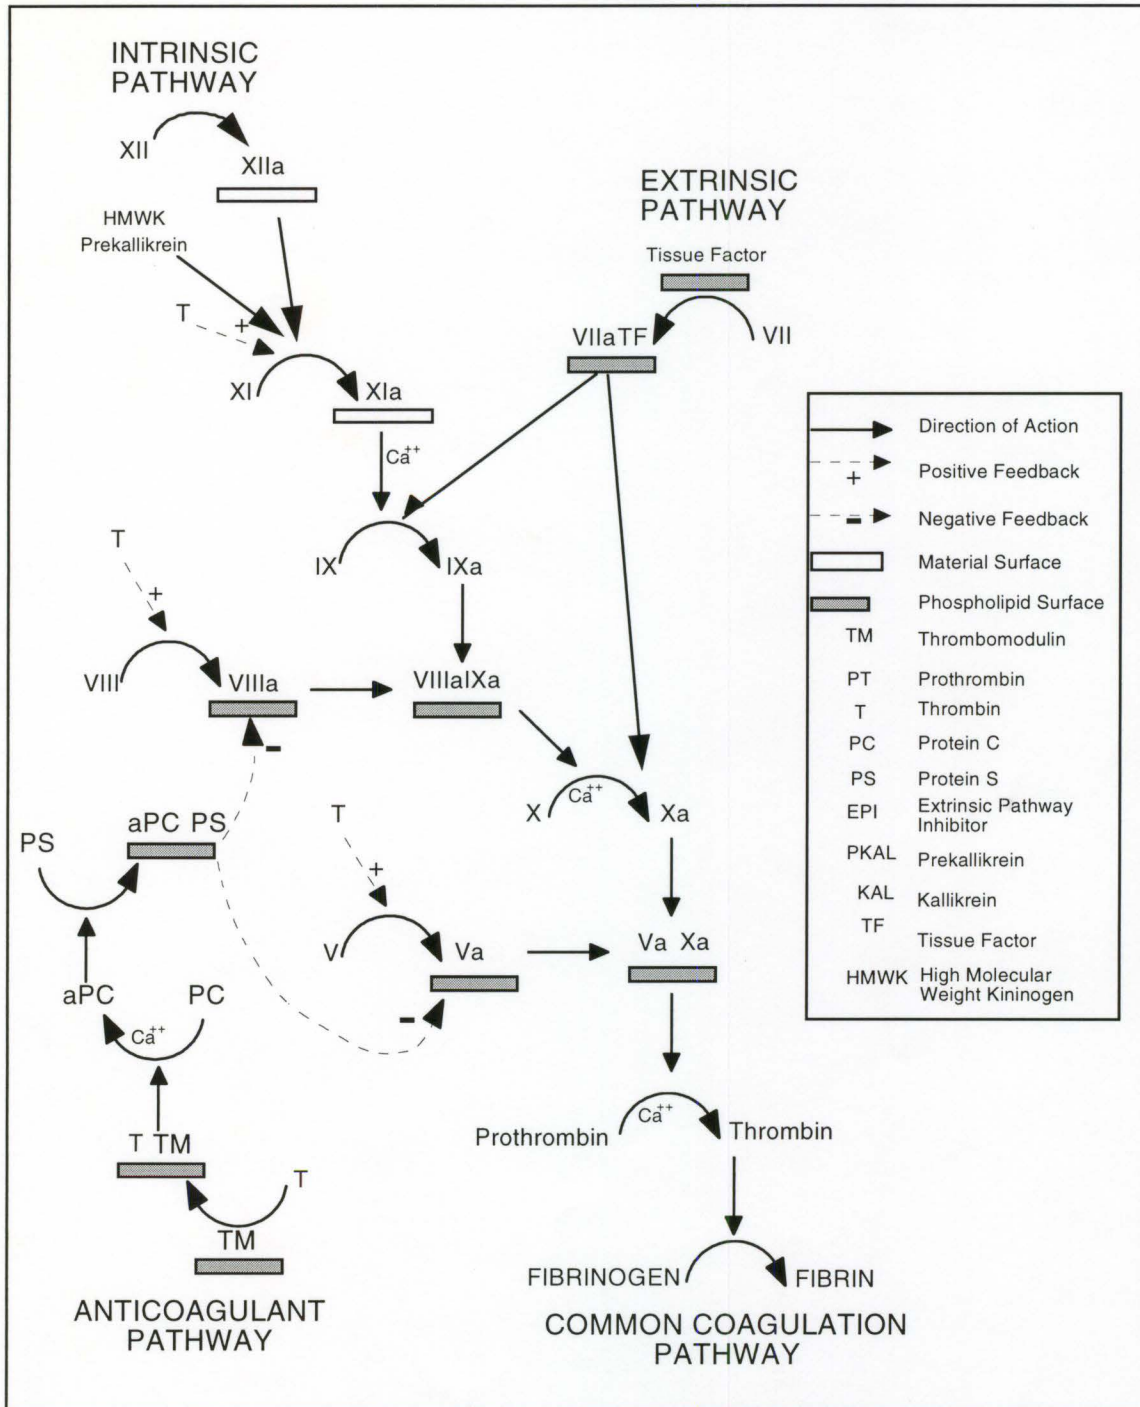 INTRINSIC
PATHWAY
XII
XIIa
HMWK
Prekallikrein
T
+
XI
XIa
Ca++
EXTRINSIC
PATHWAY
Tissue Factor
VIIaTF
VII
IX
IXa
T
+
VIII
VIIIa
VIIIaIXa
-
X
Ca++
Xa
PS
aPC PS
T
+
V
Va
Va Xa
-
aPC
PC
Ca++
T TM
T
TM
ANTICOAGULANT
PATHWAY
Prothrombin
Ca++
Thrombin
FIBRINOGEN
FIBRIN
COMMON COAGULATION
PATHWAY
Direction of Action
+ Positive Feedback
- Negative Feedback
Material Surface
Phospholipid Surface
TM Thrombomodulin
PT Prothrombin
T Thrombin
PC Protein C
PS Protein S
EPI Extrinsic Pathway
Inhibitor
PKAL Prekallikrein
KAL Kallikrein
TF Tissue Factor
HMWK High Molecular
Weight Kininogen